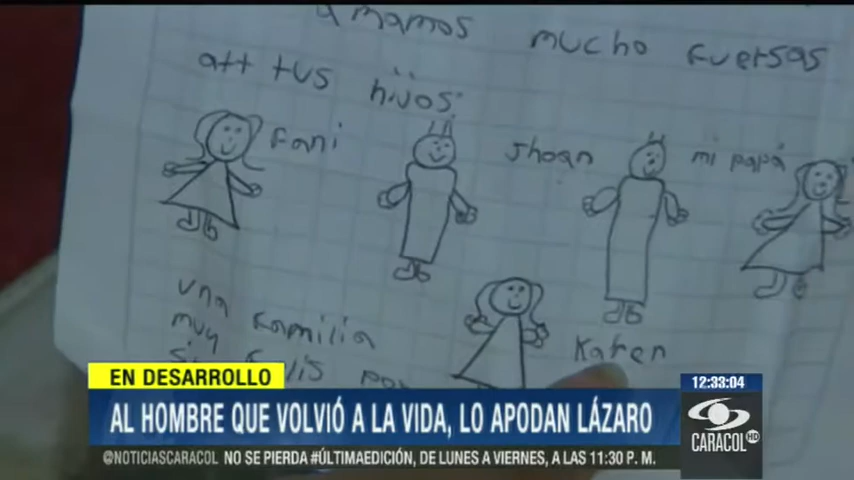 amamos mucho fuersas
att tus hijos:
Fani
Jhoan
mi papá
Karen
una
muy familia
EN DESARROLLO
AL HOMBRE QUE VOLVIÓ A LA VIDA, LO APODAN LÁZARO
@NOTICIASCARACOL NO SE PIERDA #ÚLTIMAEDICIÓN, DE LUNES A VIERNES, A LAS 11:30 P. M.
12:33:04
CARACOL HD